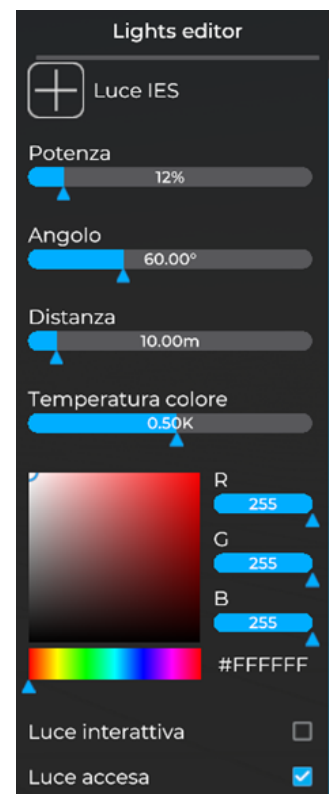 Lights editor
Luce IES
Potenza
12%
Angolo
60.00°
Distanza
10.00m
Temperatura colore
0.50K
R
255
G
255
B
255
#FFFFFF
Luce interattiva
Luce accesa